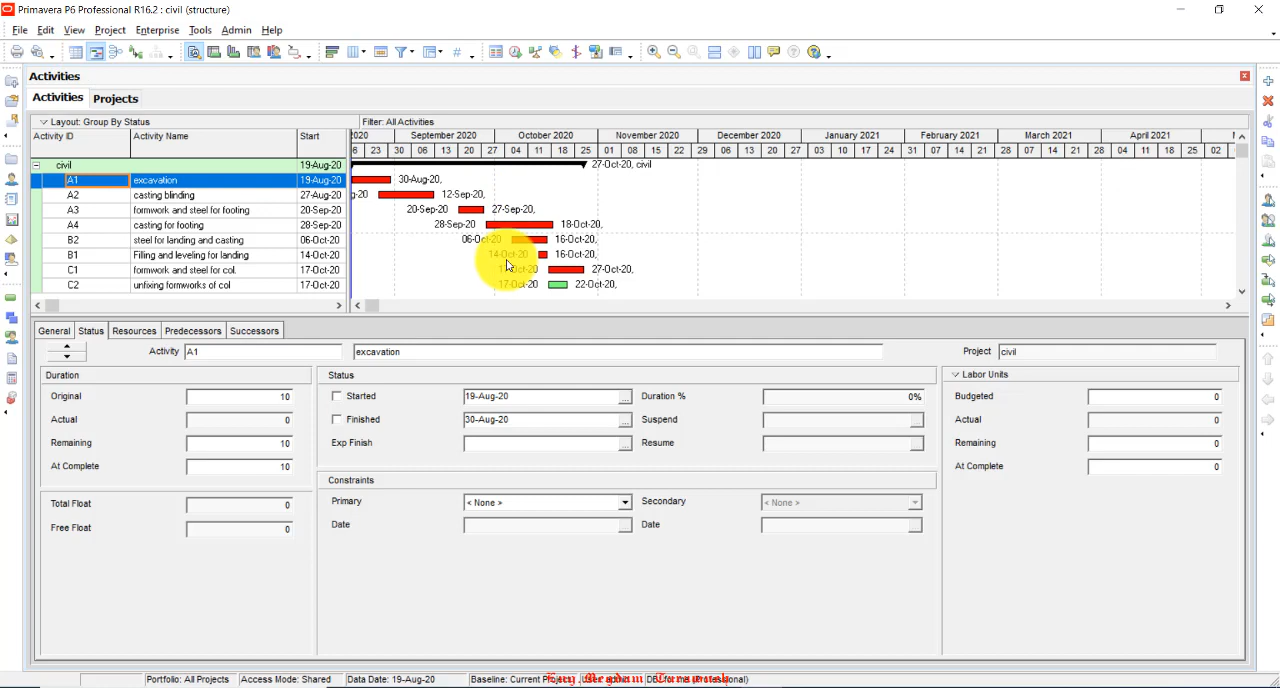 Primavera P6 Professional R16.2 : civil (structure)
File Edit View Project Enterprise Tools Admin Help
Activities
Activities Projects
Layout: Group By Status Filter: All Activities
Activity ID Activity Name Start 2020 September 2020 October 2020 November 2020 December 2020 January 2021 February 2021 March 2021 April 2021
6 23 30 06 13 20 27 04 11 18 25 01 08 15 22 29 06 13 20 27 03 10 17 24 31 07 14 21 28 07 14 21 28 04 11 18 25 02
civil 19-Aug-20 27-Oct-20, civil
A1 excavation 19-Aug-20 30-Aug-20,
A2 casting blinding 27-Aug-20 g-20 12-Sep-20,
A3 formwork and steel for footing 20-Sep-20 20-Sep-20 27-Sep-20,
A4 casting for footing 28-Sep-20 28-Sep-20 18-Oct-20,
B2 steel for landing and casting 06-Oct-20 06-Oct-20 16-Oct-20,
B1 Filling and leveling for landing 14-Oct-20 14-Oct-20 16-Oct-20,
C1 formwork and steel for col. 17-Oct-20 27-Oct-20,
C2 unfixing formworks of col 17-Oct-20 17-Oct-20 22-Oct-20,
General Status Resources Predecessors Successors
Activity A1 excavation Project civil
Duration Status Labor Units
Original 10 Started 19-Aug-20 ... Duration % 0% Budgeted 0
Actual 0 Finished 30-Aug-20 ... Suspend ... Actual 0
Remaining 10 Exp Finish ... Resume ... Remaining 0
At Complete 10 At Complete 0
Constraints
Total Float 0 Primary < None > Secondary < None >
Free Float 0 Date ... Date ...
Portfolio: All Projects Access Mode: Shared Data Date: 19-Aug-20 Baseline: Current